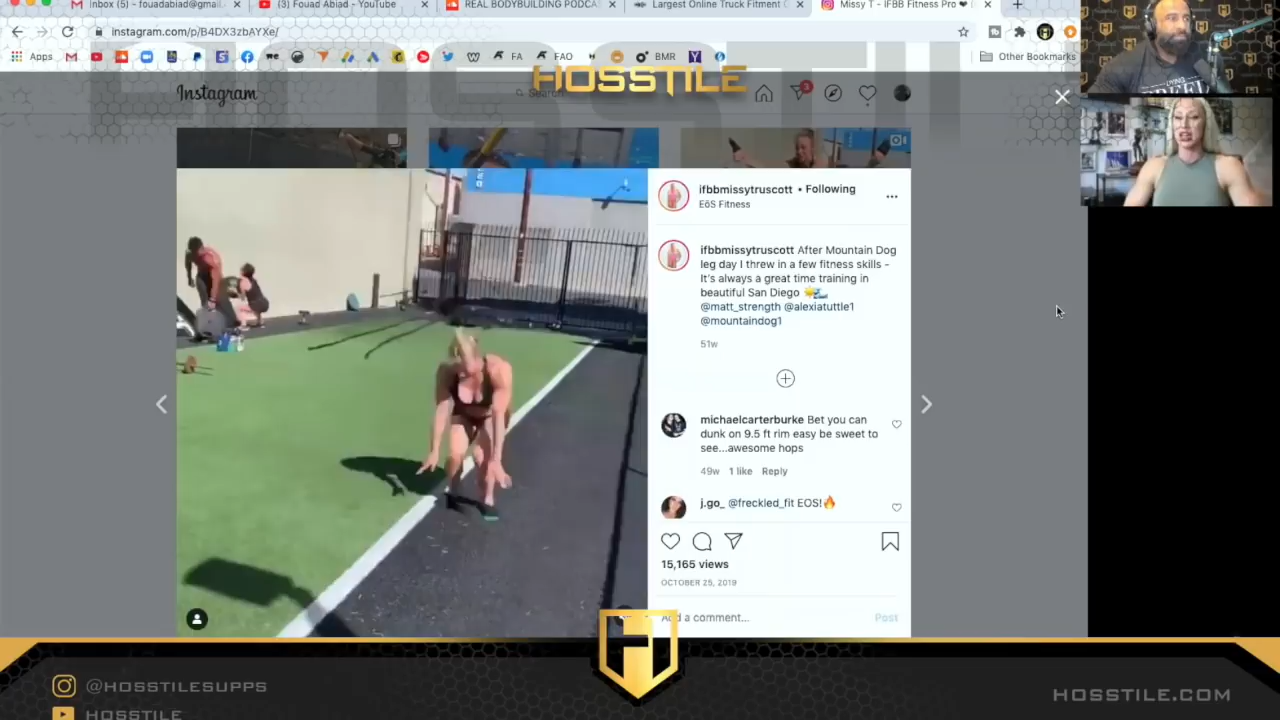 Inbox (5) - fouadabiad@gmail.
(3) Fouad Abiad - YouTube
REAL BODYBUILDING PODCA
Largest Online Truck Fitment C
Missy T - IFBB Fitness Pro
instagram.com/p/B4DX3zbAYXe/
Apps
FA
FAO
BMR
Other Bookmarks
HOSSTILE
Instagram
Search
3
ifbbmissytruscott • Following
EōS Fitness
ifbbmissytruscott After Mountain Dog
leg day I threw in a few fitness skills -
It's always a great time training in
beautiful San Diego
@matt_strength @alexiatuttle1
@mountaindog1
51w
michaelcarterburke Bet you can
dunk on 9.5 ft rim easy be sweet to
see...awesome hops
49w 1 like Reply
j.go_ @freckled_fit EOS!
15,165 views
OCTOBER 25, 2019
Add a comment...
Post
@HOSSTILESUPPS
HOSSTILE
HOSSTILE.COM